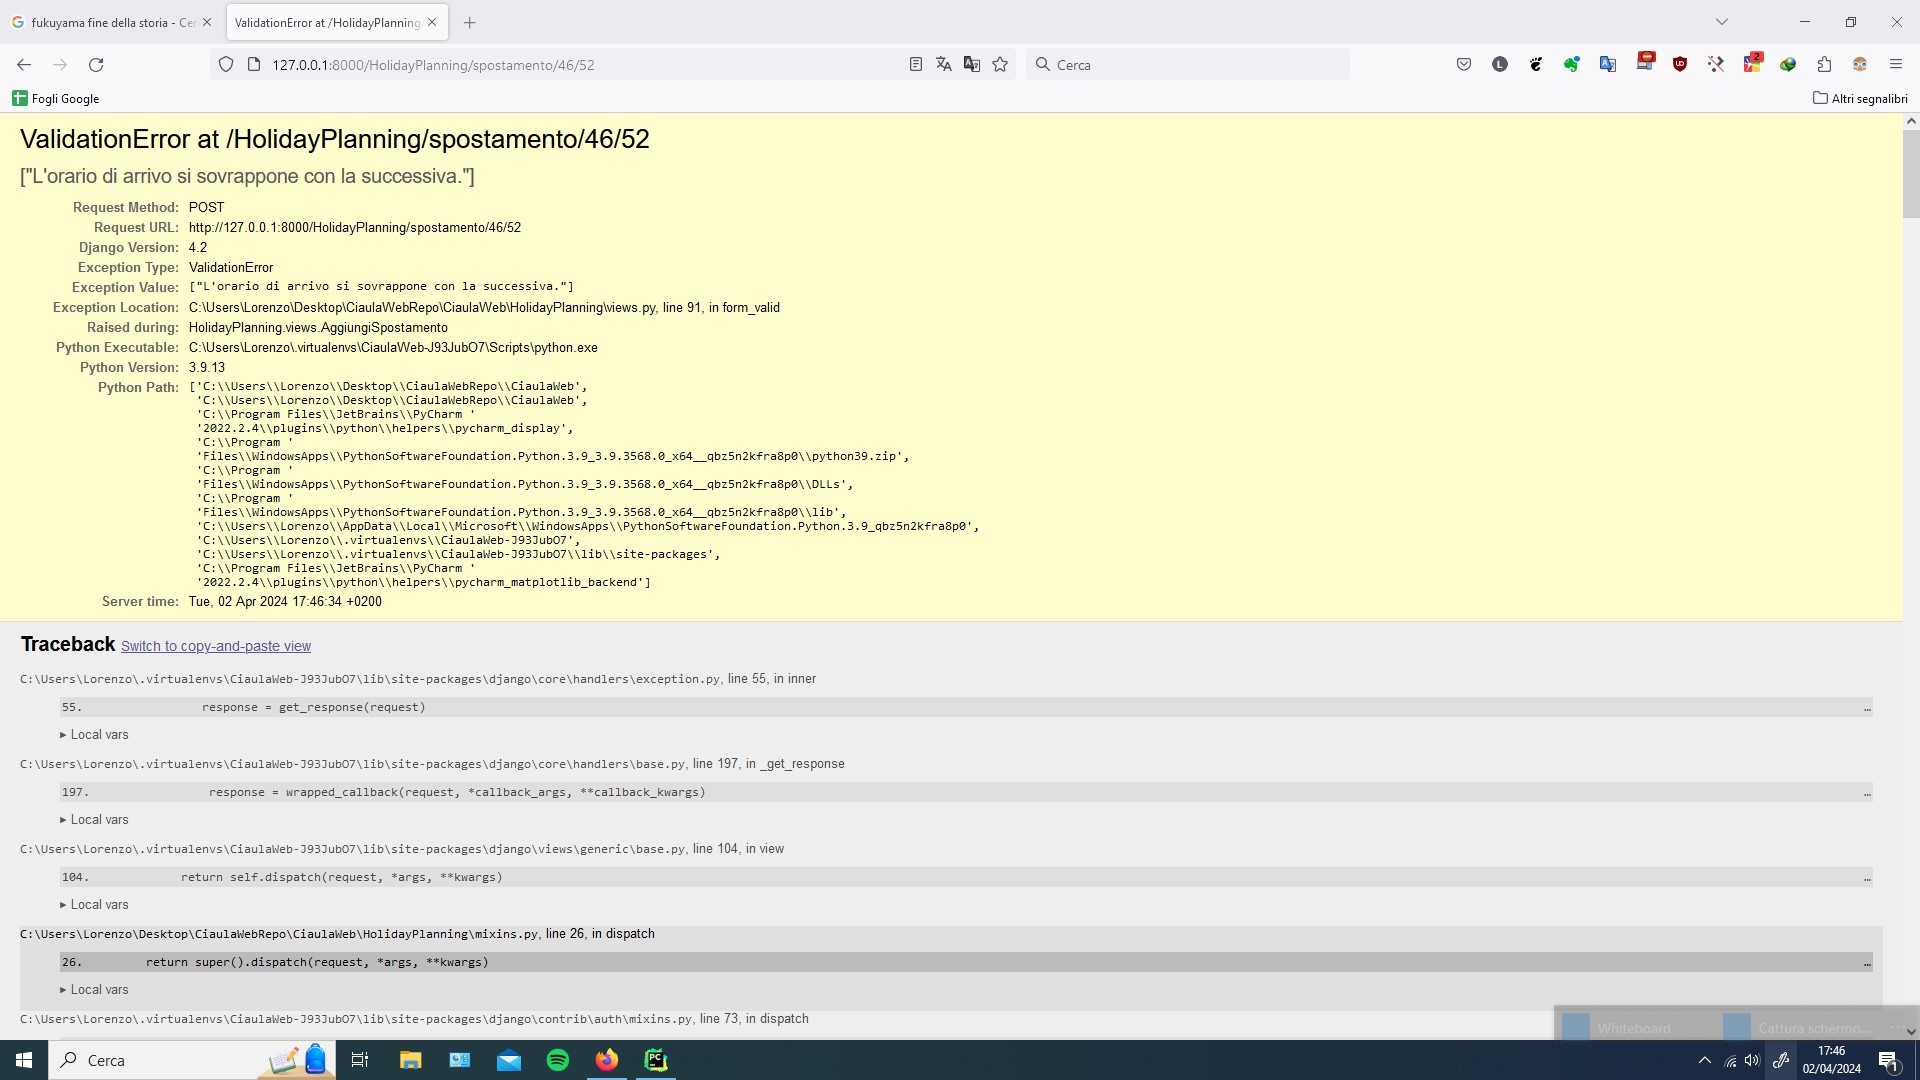 fukuyama fine della storia - Ce
ValidationError at /HolidayPlanning
127.0.0.1:8000/HolidayPlanning/spostamento/46/52
Cerca
2
Fogli Google
Altri segnalibri
ValidationError at /HolidayPlanning/spostamento/46/52
["L'orario di arrivo si sovrappone con la successiva."]
Request Method: POST
Request URL: http://127.0.0.1:8000/HolidayPlanning/spostamento/46/52
Django Version: 4.2
Exception Type: ValidationError
Exception Value: ["L'orario di arrivo si sovrappone con la successiva."]
Exception Location: C:\Users\Lorenzo\Desktop\CiaulaWebRepo\CiaulaWeb\HolidayPlanning\views.py, line 91, in form_valid
Raised during: HolidayPlanning.views.AggiungiSpostamento
Python Executable: C:\Users\Lorenzo\.virtualenvs\CiaulaWeb-J93JubO7\Scripts\python.exe
Python Version: 3.9.13
Python Path: ['C:\\Users\\Lorenzo\\Desktop\\CiaulaWebRepo\\CiaulaWeb',
'C:\\Users\\Lorenzo\\Desktop\\CiaulaWebRepo\\CiaulaWeb',
'C:\\Program Files\\JetBrains\\PyCharm '
'2022.2.4\\plugins\\python\\helpers\\pycharm_display',
'C:\\Program '
'Files\\WindowsApps\\PythonSoftwareFoundation.Python.3.9_3.9.3568.0_x64__qbz5n2kfra8p0\\python39.zip',
'C:\\Program '
'Files\\WindowsApps\\PythonSoftwareFoundation.Python.3.9_3.9.3568.0_x64__qbz5n2kfra8p0\\DLLs',
'C:\\Program '
'Files\\WindowsApps\\PythonSoftwareFoundation.Python.3.9_3.9.3568.0_x64__qbz5n2kfra8p0\\lib',
'C:\\Users\\Lorenzo\\AppData\\Local\\Microsoft\\WindowsApps\\PythonSoftwareFoundation.Python.3.9_qbz5n2kfra8p0',
'C:\\Users\\Lorenzo\\.virtualenvs\\CiaulaWeb-J93JubO7',
'C:\\Users\\Lorenzo\\.virtualenvs\\CiaulaWeb-J93JubO7\\lib\\site-packages',
'C:\\Program Files\\JetBrains\\PyCharm '
'2022.2.4\\plugins\\python\\helpers\\pycharm_matplotlib_backend']
Server time: Tue, 02 Apr 2024 17:46:34 +0200
Traceback Switch to copy-and-paste view
C:\Users\Lorenzo\.virtualenvs\CiaulaWeb-J93JubO7\lib\site-packages\django\core\handlers\exception.py, line 55, in inner
55. response = get_response(request) …
▸ Local vars
C:\Users\Lorenzo\.virtualenvs\CiaulaWeb-J93JubO7\lib\site-packages\django\core\handlers\base.py, line 197, in _get_response
197. response = wrapped_callback(request, *callback_args, **callback_kwargs) …
▸ Local vars
C:\Users\Lorenzo\.virtualenvs\CiaulaWeb-J93JubO7\lib\site-packages\django\views\generic\base.py, line 104, in view
104. return self.dispatch(request, *args, **kwargs) …
▸ Local vars
C:\Users\Lorenzo\Desktop\CiaulaWebRepo\CiaulaWeb\HolidayPlanning\mixins.py, line 26, in dispatch
26. return super().dispatch(request, *args, **kwargs) …
▸ Local vars
C:\Users\Lorenzo\.virtualenvs\CiaulaWeb-J93JubO7\lib\site-packages\django\contrib\auth\mixins.py, line 73, in dispatch
Whiteboard
Cattura schermo...
Cerca
PC
17:46
02/04/2024
1